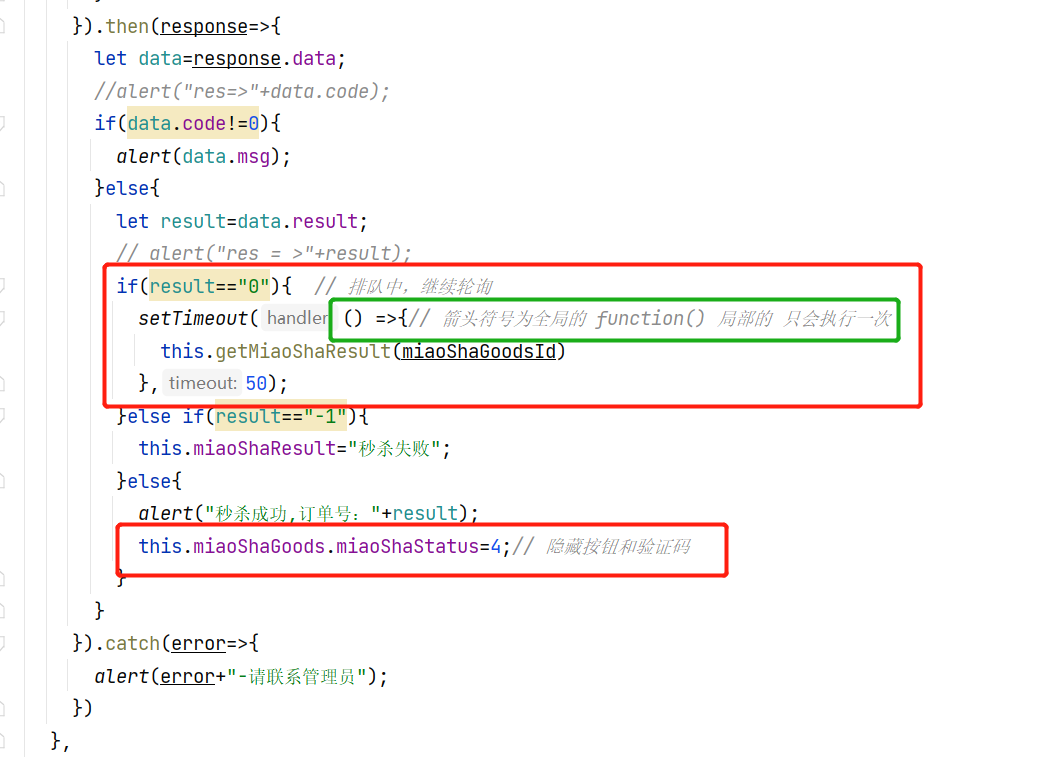 }).then(response=>{
let data=response.data;
//alert("res=>"+data.code);
if(data.code!=0){
alert(data.msg);
}else{
let result=data.result;
// alert("res = >"+result);
if(result=="0"){ // 排队中，继续轮询
setTimeout( handler () =>{// 箭头符号为全局的 function() 局部的 只会执行一次
this.getMiaoShaResult(miaoShaGoodsId)
}, timeout: 50);
}else if(result=="-1"){
this.miaoShaResult="秒杀失败";
}else{
alert("秒杀成功,订单号："+result);
this.miaoShaGoods.miaoShaStatus=4;// 隐藏按钮和验证码
}
}
}).catch(error=>{
alert(error+"-请联系管理员");
})
},